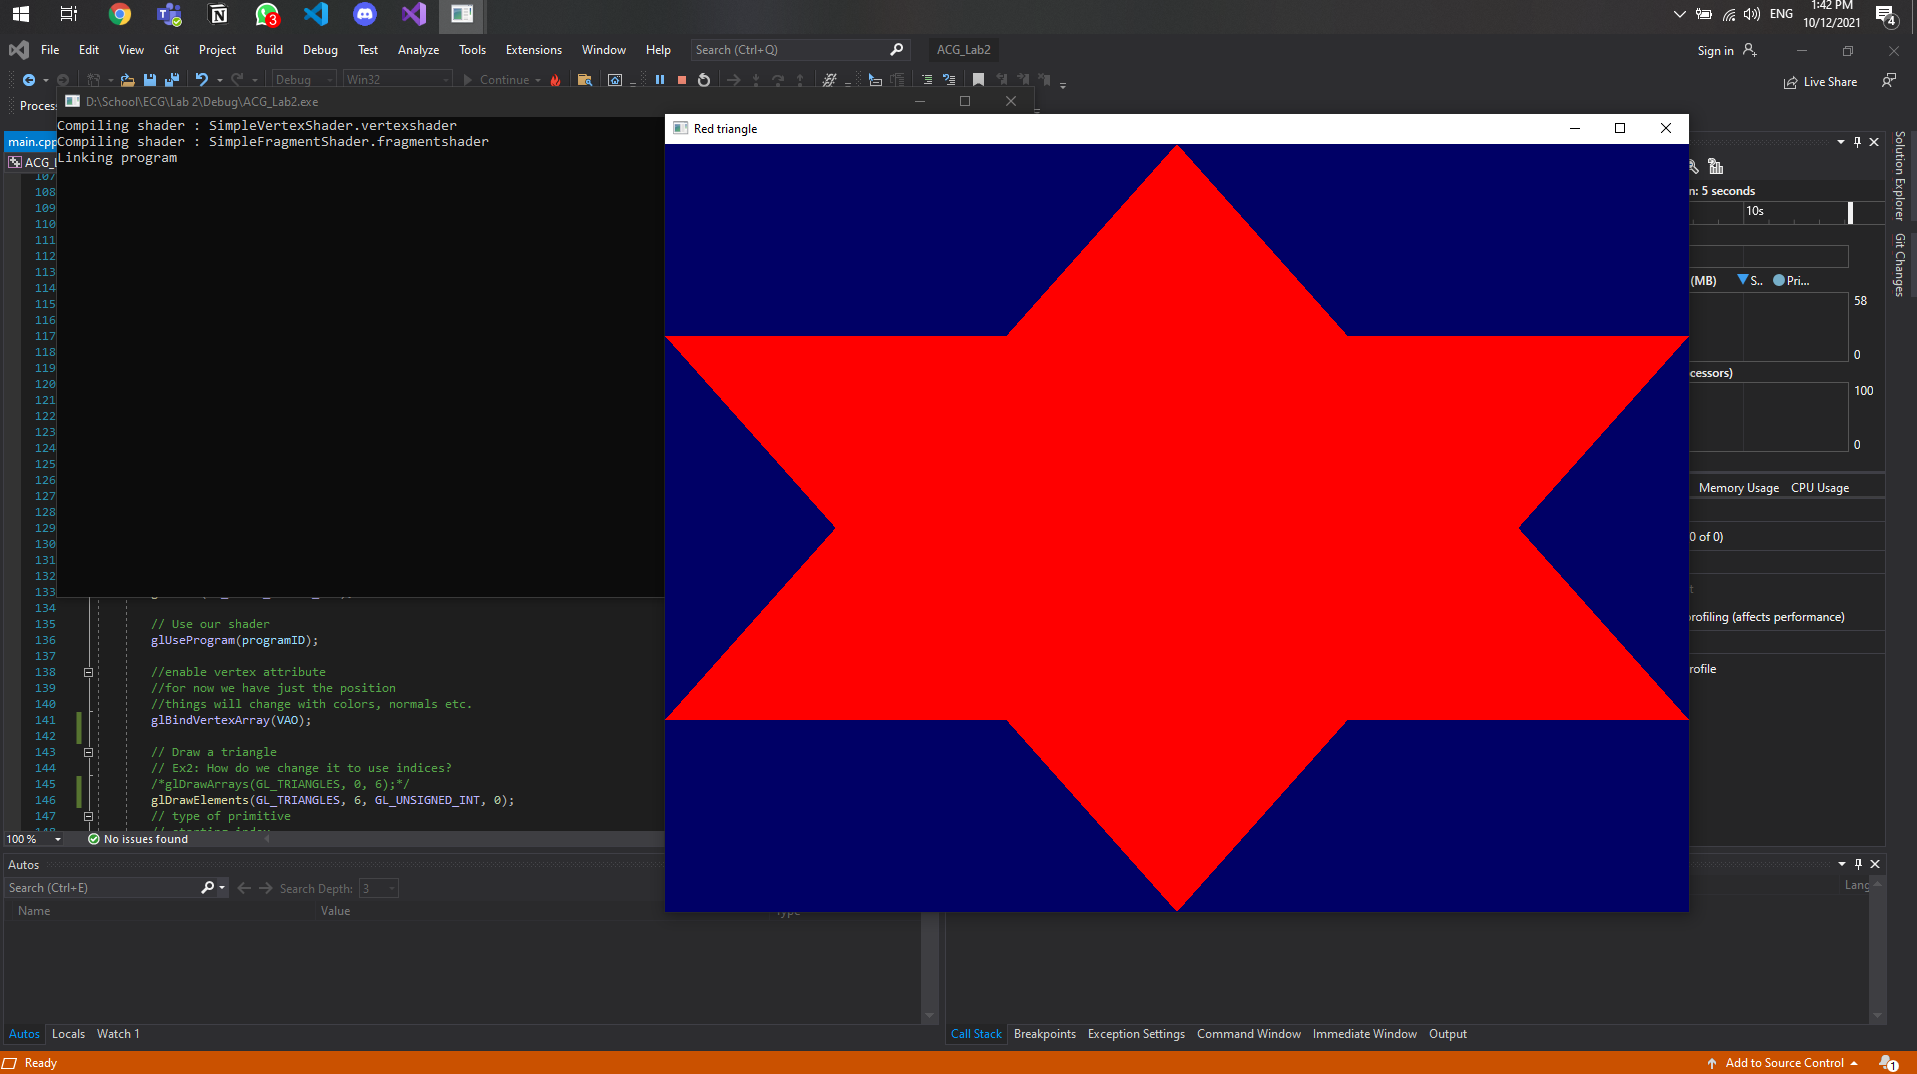 3
1:42 PM
ENG
10/12/2021
4
File Edit View Git Project Build Debug Test Analyze Tools Extensions Window Help Search (Ctrl+Q) ACG_Lab2 Sign in
Debug Win32 Continue Live Share
Process
D:\School\ECG\Lab 2\Debug\ACG_Lab2.exe
Compiling shader : SimpleVertexShader.vertexshader
Compiling shader : SimpleFragmentShader.fragmentshader
Linking program
Red triangle
main.cpp
ACG_L
Solution Explorer
Git Changes
n: 5 seconds
10s
(MB) S.. Pri...
58
0
cessors)
100
0
Memory Usage CPU Usage
0 of 0)
t
rofiling (affects performance)
rofile
107
108
109
110
111
112
113
114
115
116
117
118
119
120
121
122
123
124
125
126
127
128
129
130
131
132
133
134
135 // Use our shader
136 glUseProgram(programID);
137
138 //enable vertex attribute
139 //for now we have just the position
140 //things will change with colors, normals etc.
141 glBindVertexArray(VAO);
142
143 // Draw a triangle
144 // Ex2: How do we change it to use indices?
145 /*glDrawArrays(GL_TRIANGLES, 0, 6);*/
146 glDrawElements(GL_TRIANGLES, 6, GL_UNSIGNED_INT, 0);
147 // type of primitive
148 // starting index
100 % No issues found
Autos
Search (Ctrl+E) Search Depth: 3
Name Value Type
Lang
Autos Locals Watch 1
Call Stack Breakpoints Exception Settings Command Window Immediate Window Output
Ready
Add to Source Control
1